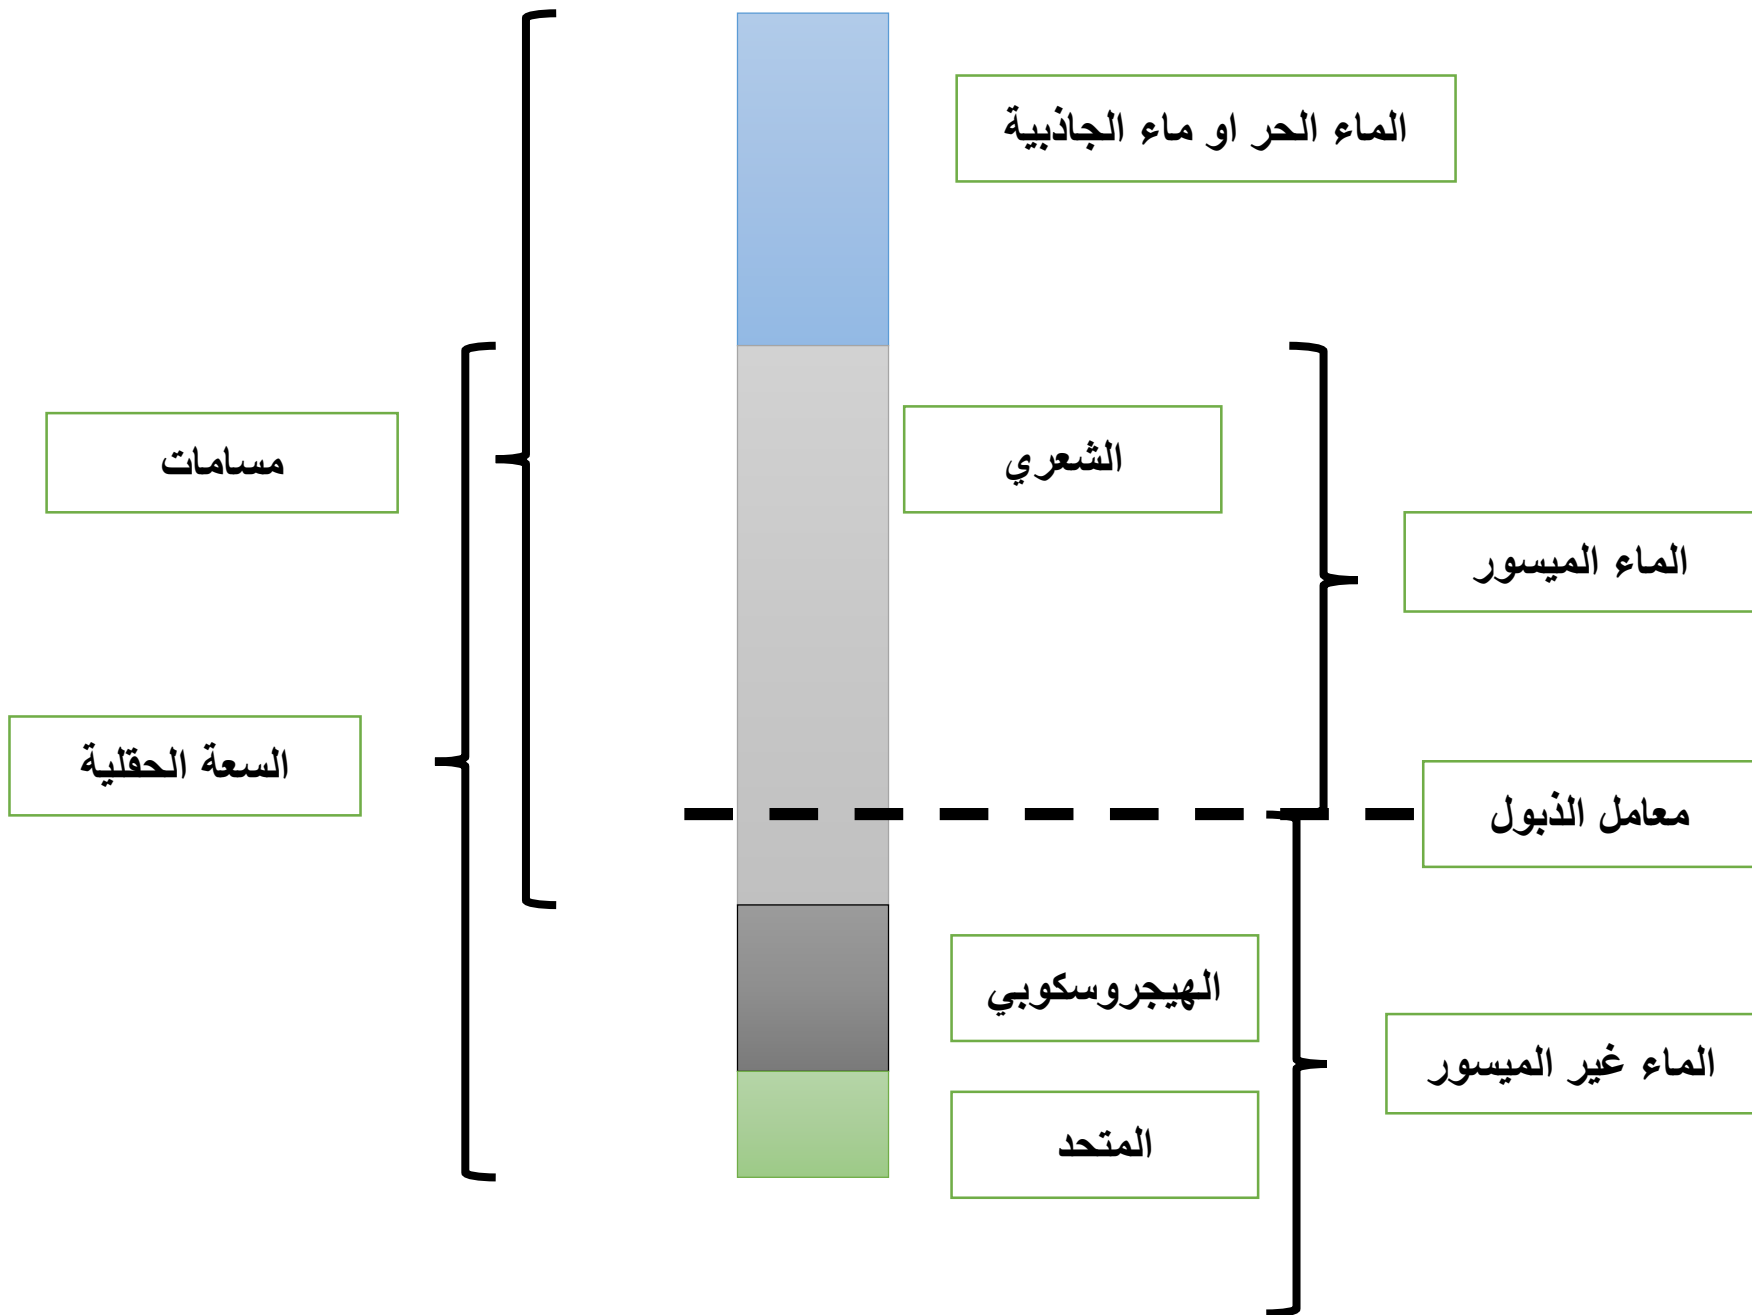 الماء الحر او ماء الجاذبية
الشعري
مسامات
الماء الميسور
السعة الحقلية
معامل الذبول
الهيجروسكوبي
الماء غير الميسور
المتحد